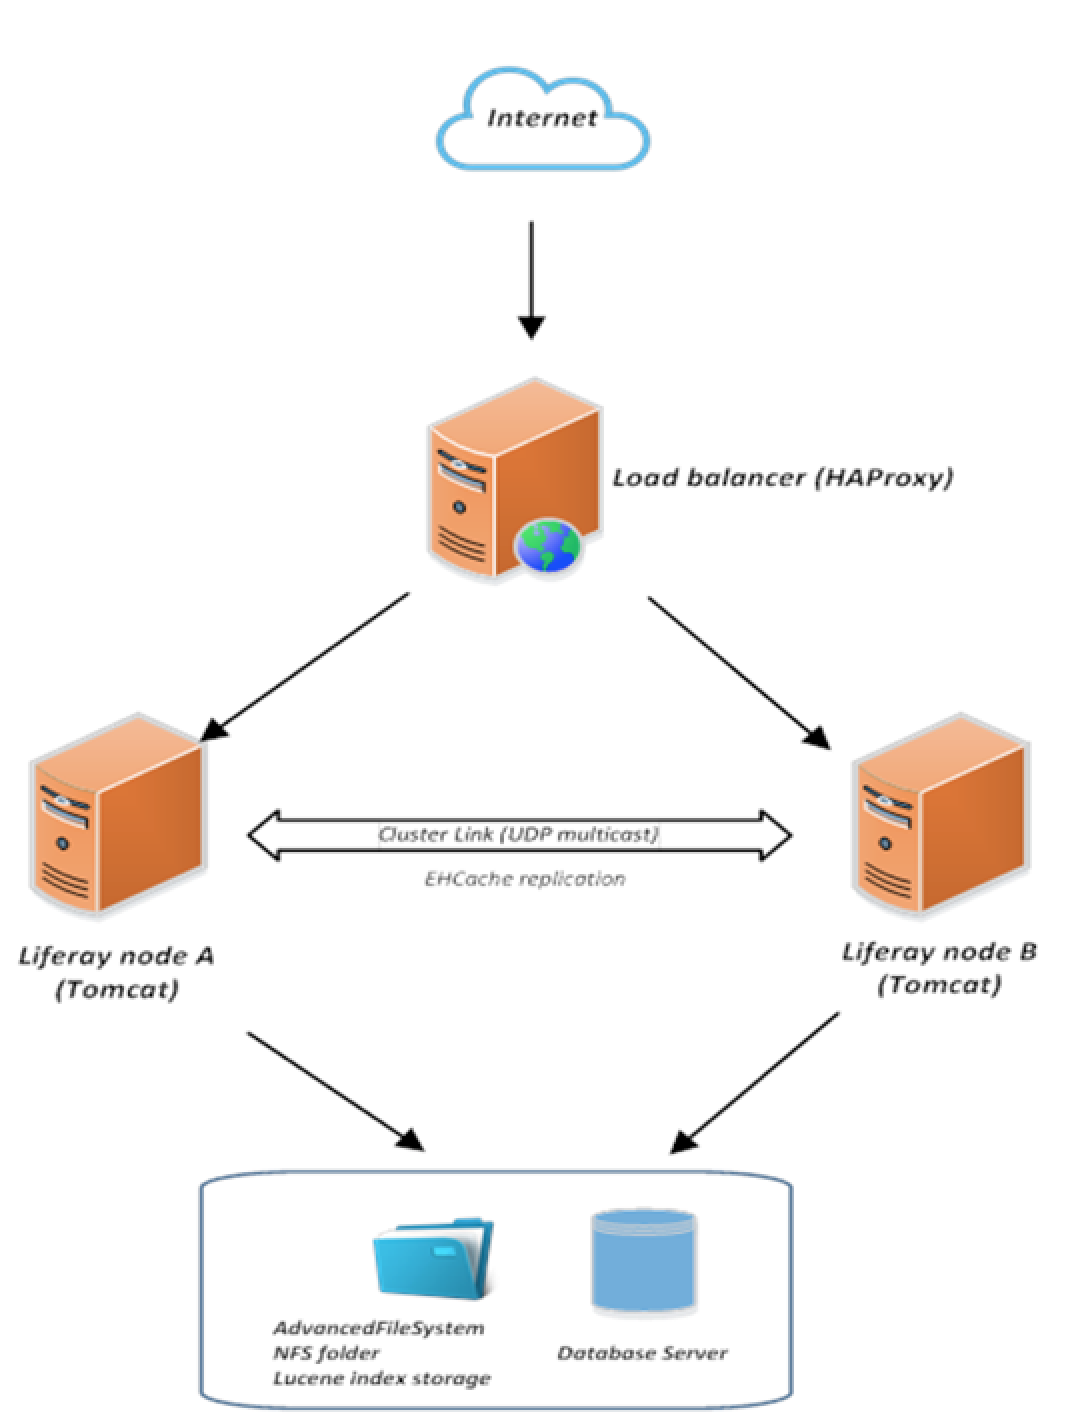 Internet
Load balancer (HAProxy)
Cluster Link (UDP multicast)
EHCache replication
Liferay node A
(Tomcat)
Liferay node B
(Tomcat)
AdvancedFileSystem
NFS folder
Lucene index storage
Database Server